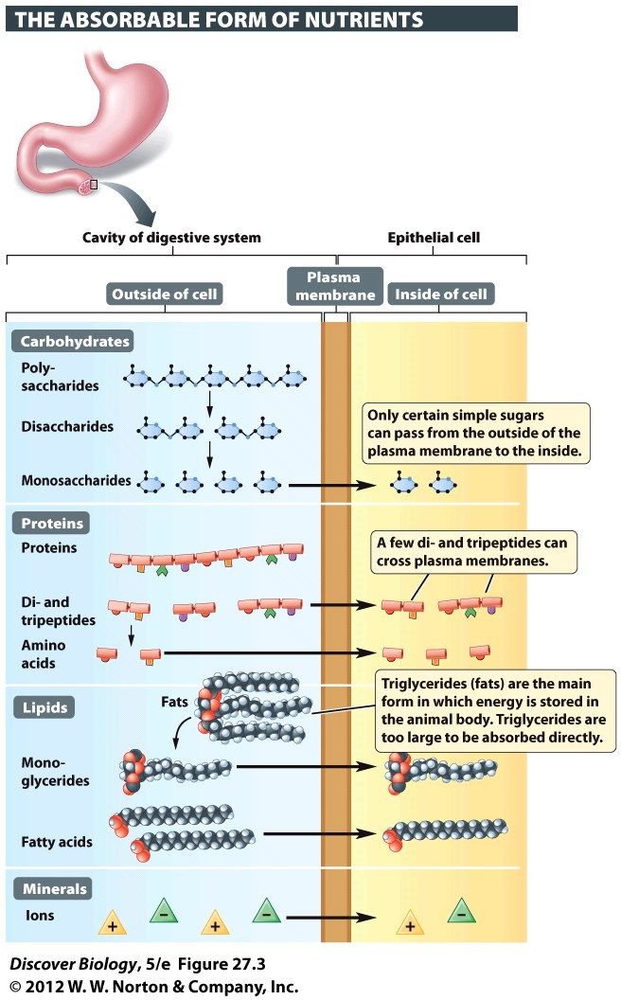 THE ABSORBABLE FORM OF NUTRIENTS
Cavity of digestive system
Epithelial cell
Outside of cell
Plasma
membrane
Inside of cell
Carbohydrates
Poly-
saccharides
Disaccharides
Monosaccharides
Only certain simple sugars
can pass from the outside of the
plasma membrane to the inside.
Proteins
Proteins
A few di- and tripeptides can
cross plasma membranes.
Di- and
tripeptides
Amino
acids
Lipids
Fats
Triglycerides (fats) are the main
form in which energy is stored in
the animal body. Triglycerides are
too large to be absorbed directly.
Mono-
glycerides
Fatty acids
Minerals
Ions
+ − + −
+ −
Discover Biology, 5/e Figure 27.3
© 2012 W. W. Norton & Company, Inc.